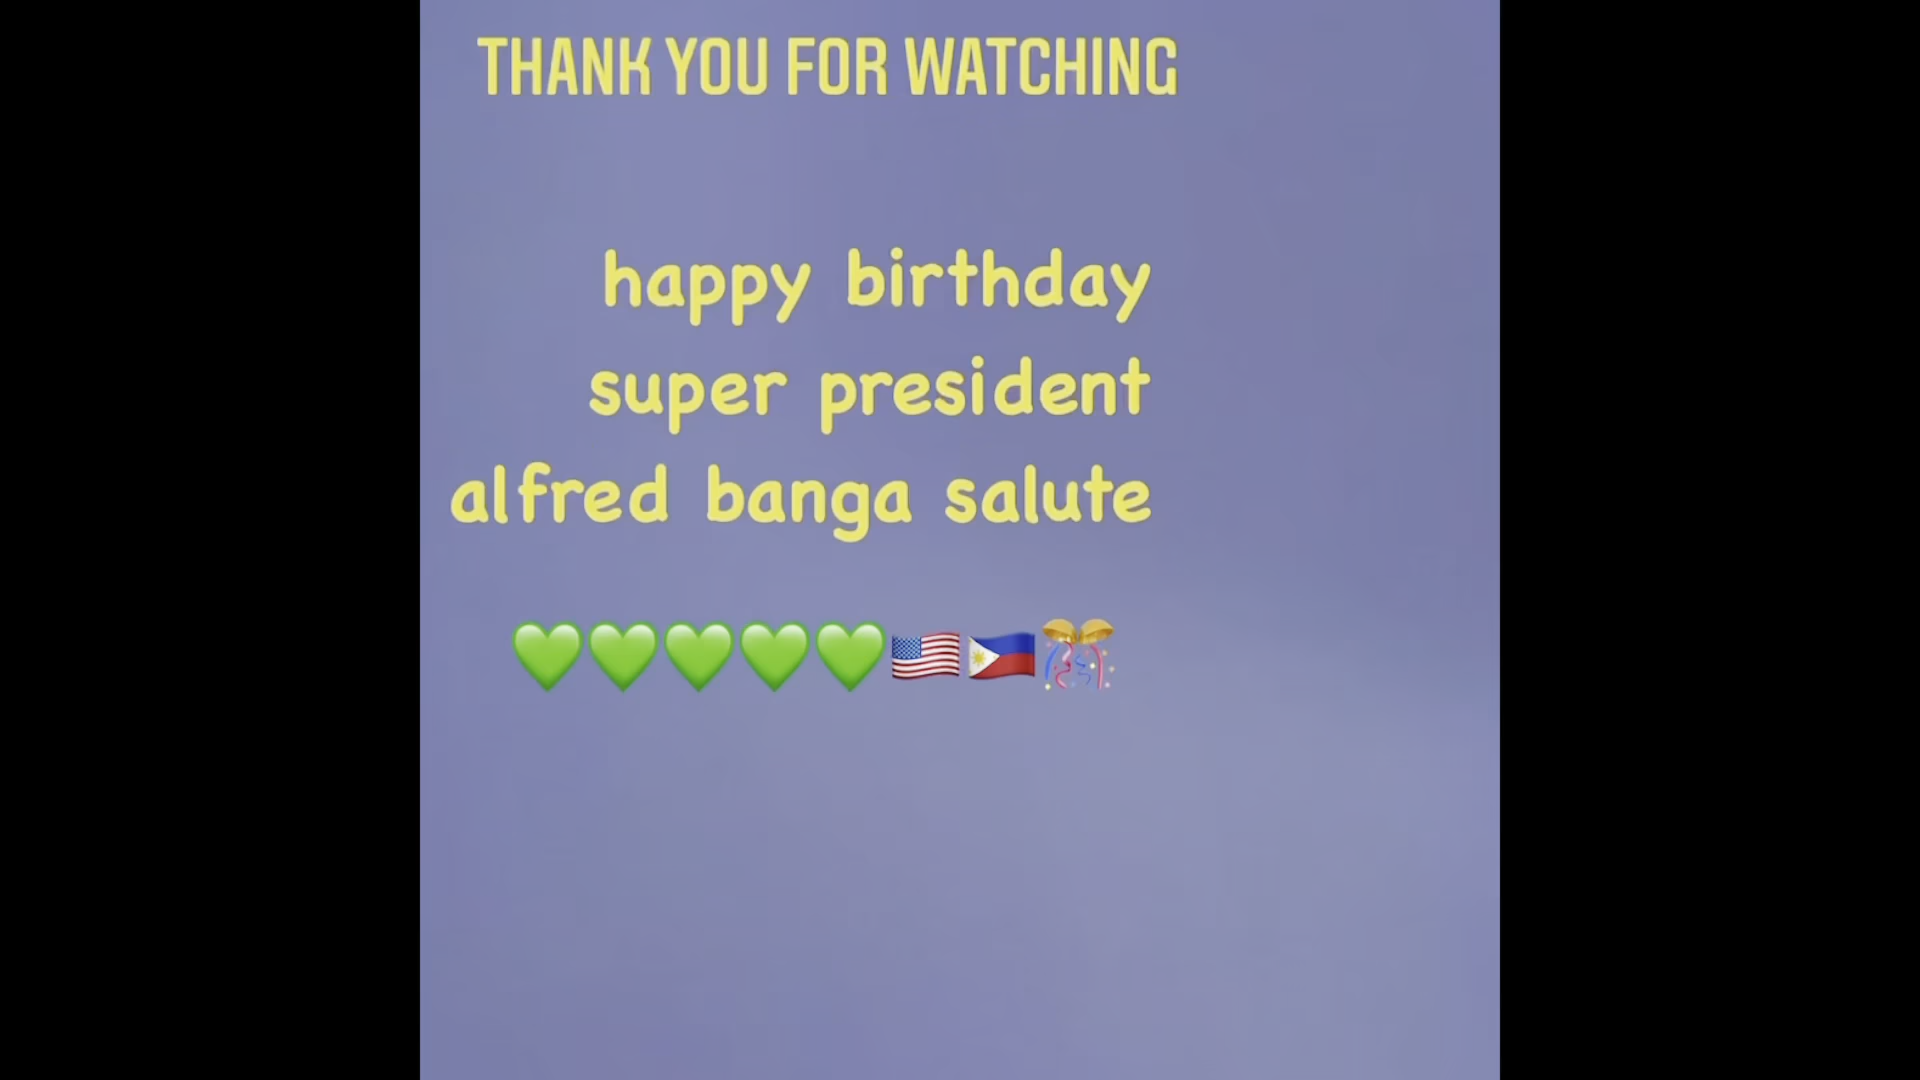 THANK YOU FOR WATCHING
happy birthday
super president
alfred banga salute
💚💚💚💚💚🇺🇸🇵🇭🎊